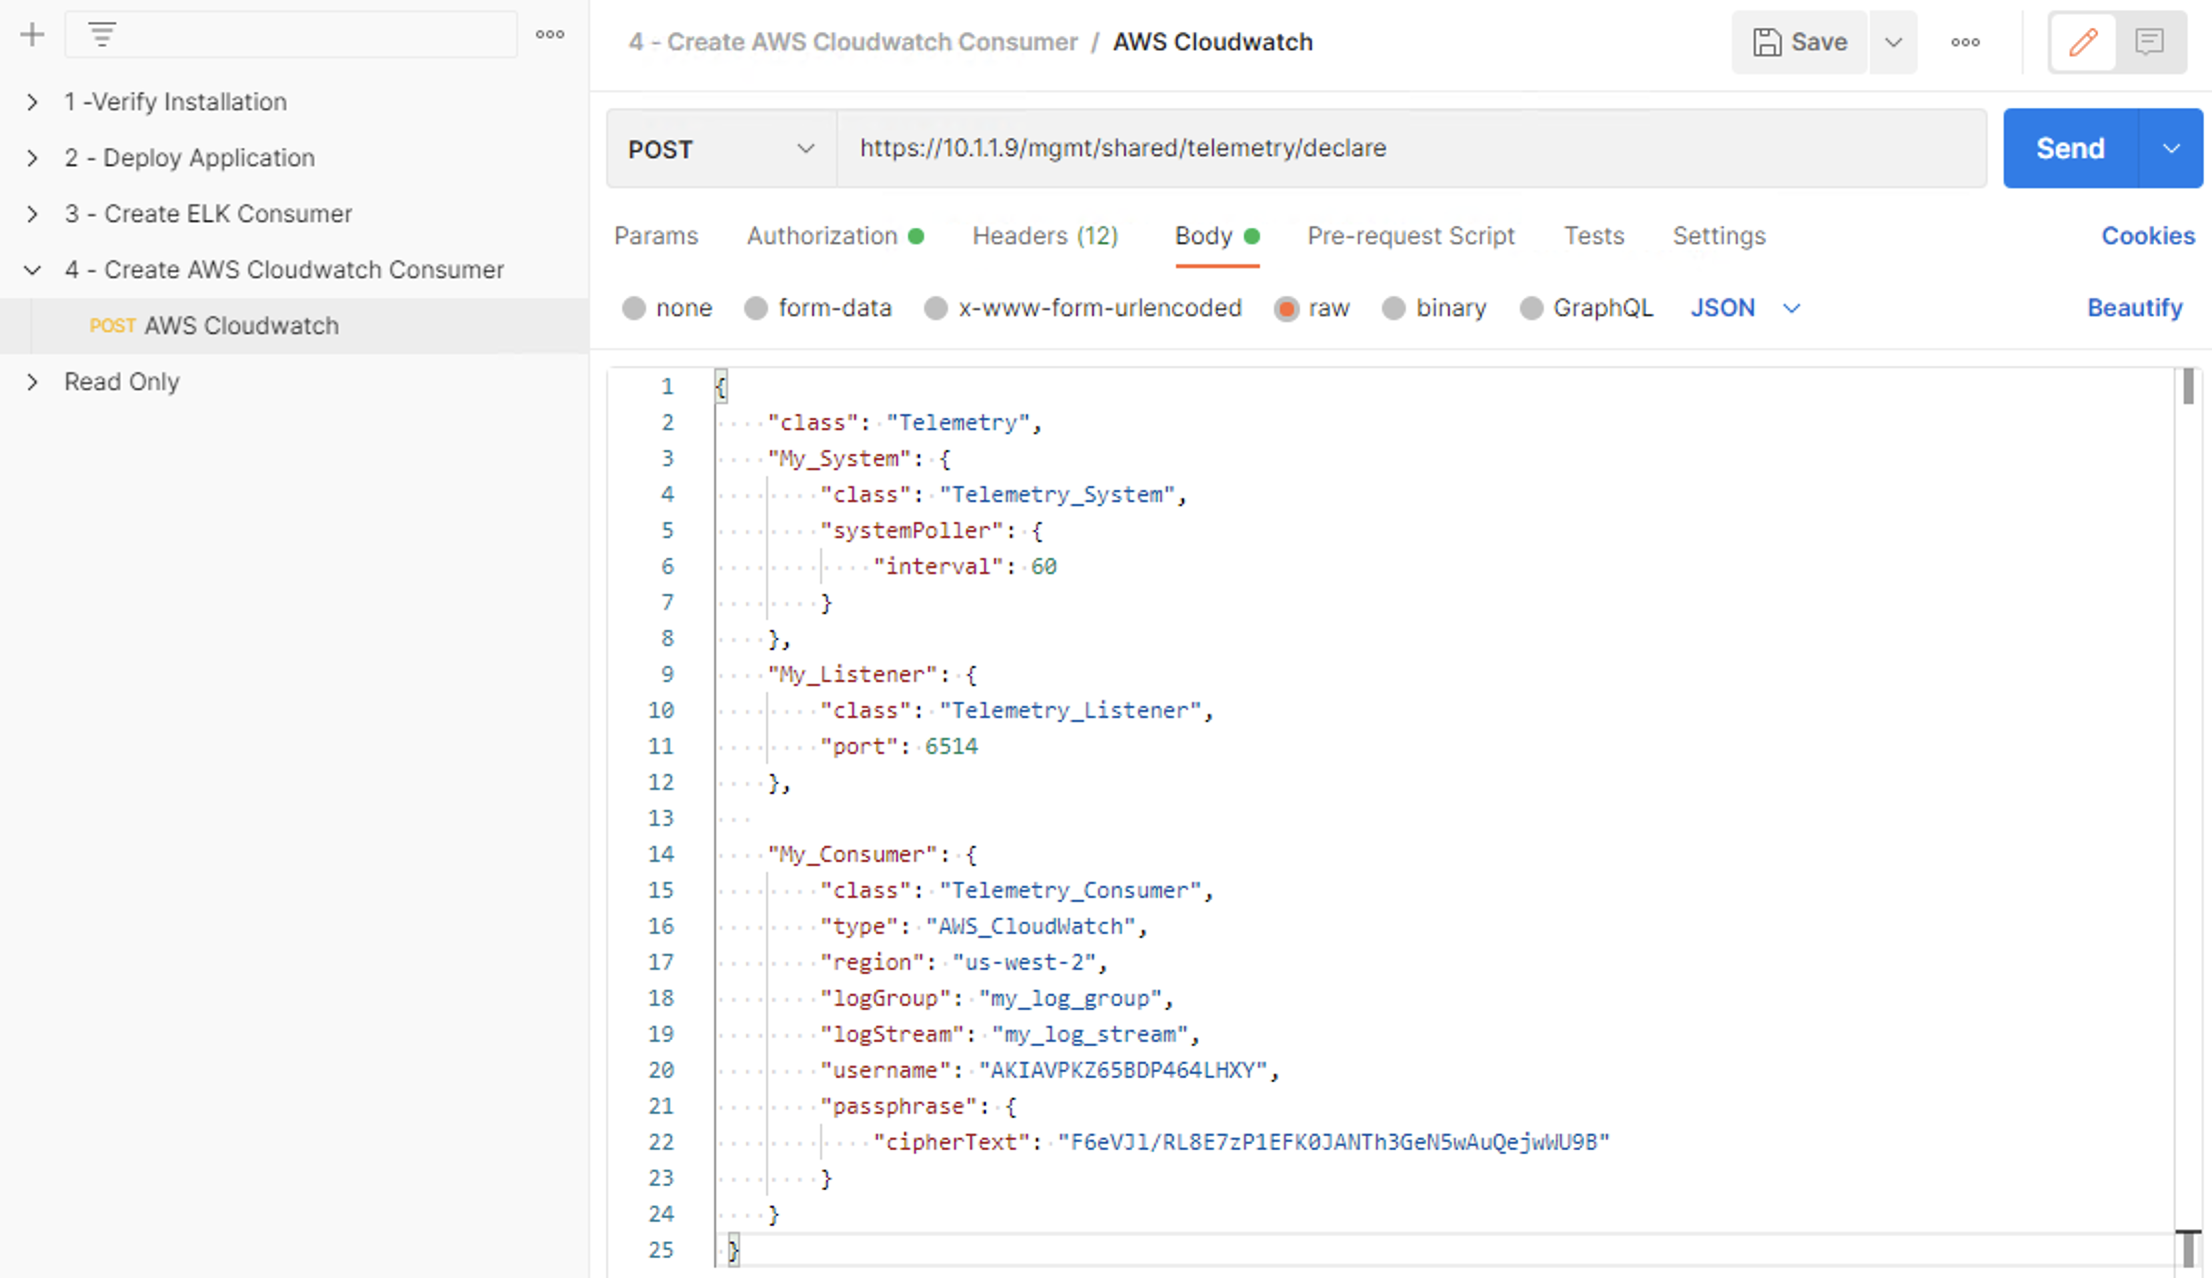 4 - Create AWS Cloudwatch Consumer / AWS Cloudwatch
Save
1 -Verify Installation
2 - Deploy Application
3 - Create ELK Consumer
4 - Create AWS Cloudwatch Consumer
POST AWS Cloudwatch
Read Only
POST https://10.1.1.9/mgmt/shared/telemetry/declare Send
Params Authorization Headers (12) Body Pre-request Script Tests Settings Cookies
none form-data x-www-form-urlencoded raw binary GraphQL JSON Beautify
1 {
2 "class": "Telemetry",
3 "My_System": {
4 "class": "Telemetry_System",
5 "systemPoller": {
6 "interval": 60
7 }
8 },
9 "My_Listener": {
10 "class": "Telemetry_Listener",
11 "port": 6514
12 },
13
14 "My_Consumer": {
15 "class": "Telemetry_Consumer",
16 "type": "AWS_CloudWatch",
17 "region": "us-west-2",
18 "logGroup": "my_log_group",
19 "logStream": "my_log_stream",
20 "username": "AKIAVPKZ65BDP464LHXY",
21 "passphrase": {
22 "cipherText": "F6eVJl/RL8E7zP1EFK0JANTh3GeN5wAuQejwWU9B"
23 }
24 }
25 }